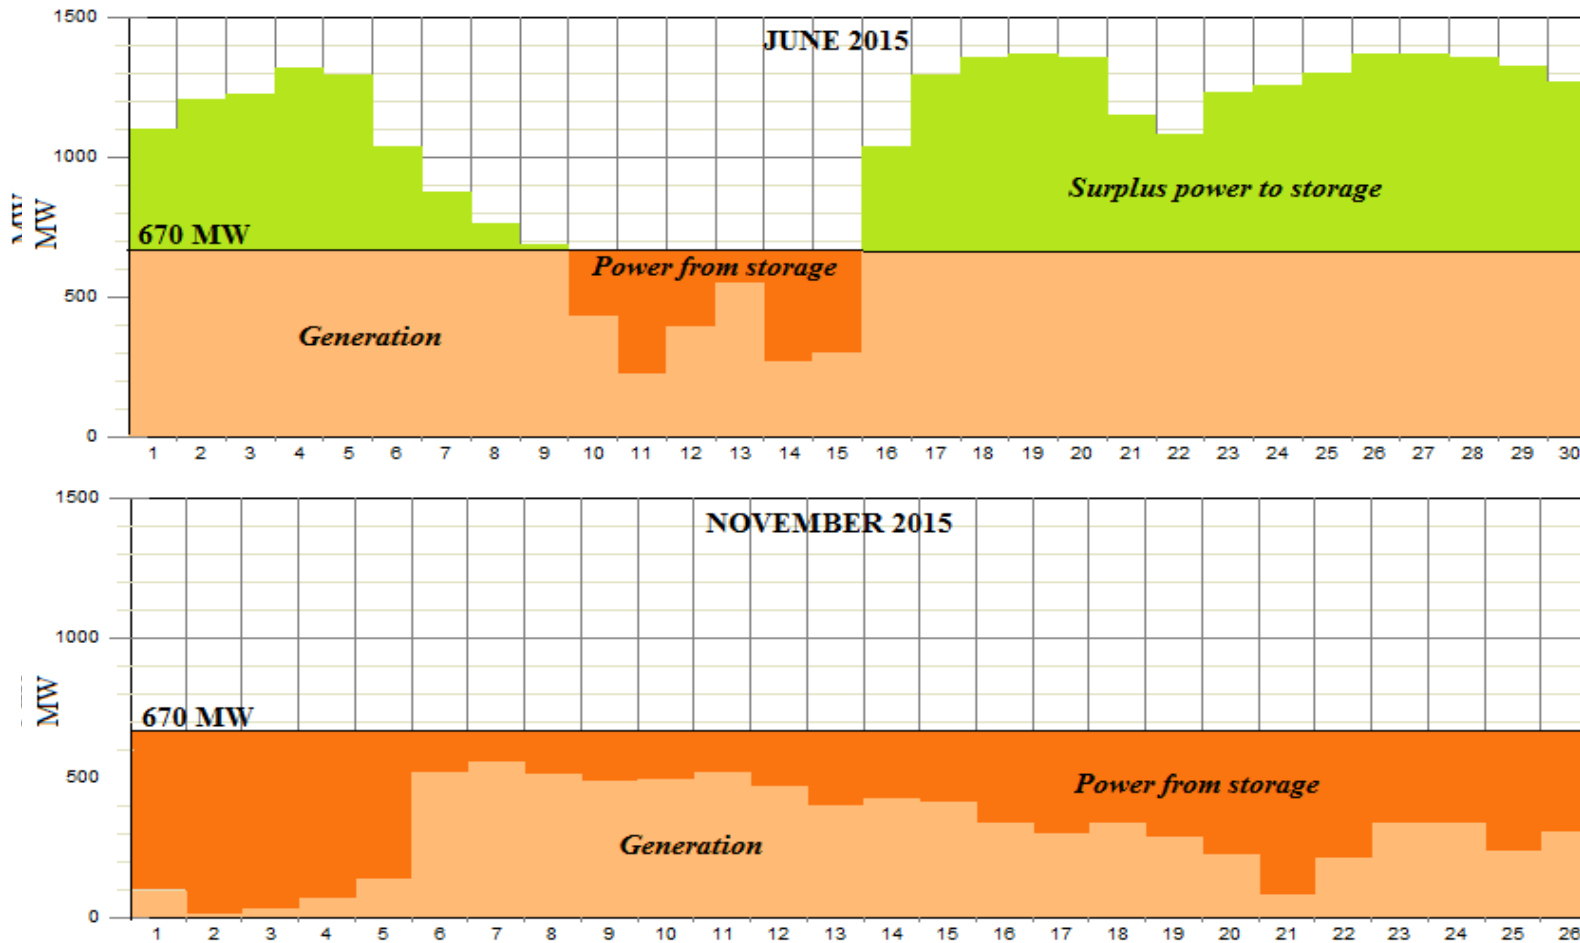 1500
JUNE 2015
1000
Surplus power to storage
MW
MW
670 MW
Power from storage
500
Generation
0
1 2 3 4 5 6 7 8 9 10 11 12 13 14 15 16 17 18 19 20 21 22 23 24 25 26 27 28 29 30
1500
NOVEMBER 2015
1000
MW
670 MW
500
Power from storage
Generation
0
1 2 3 4 5 6 7 8 9 10 11 12 13 14 15 16 17 18 19 20 21 22 23 24 25 26